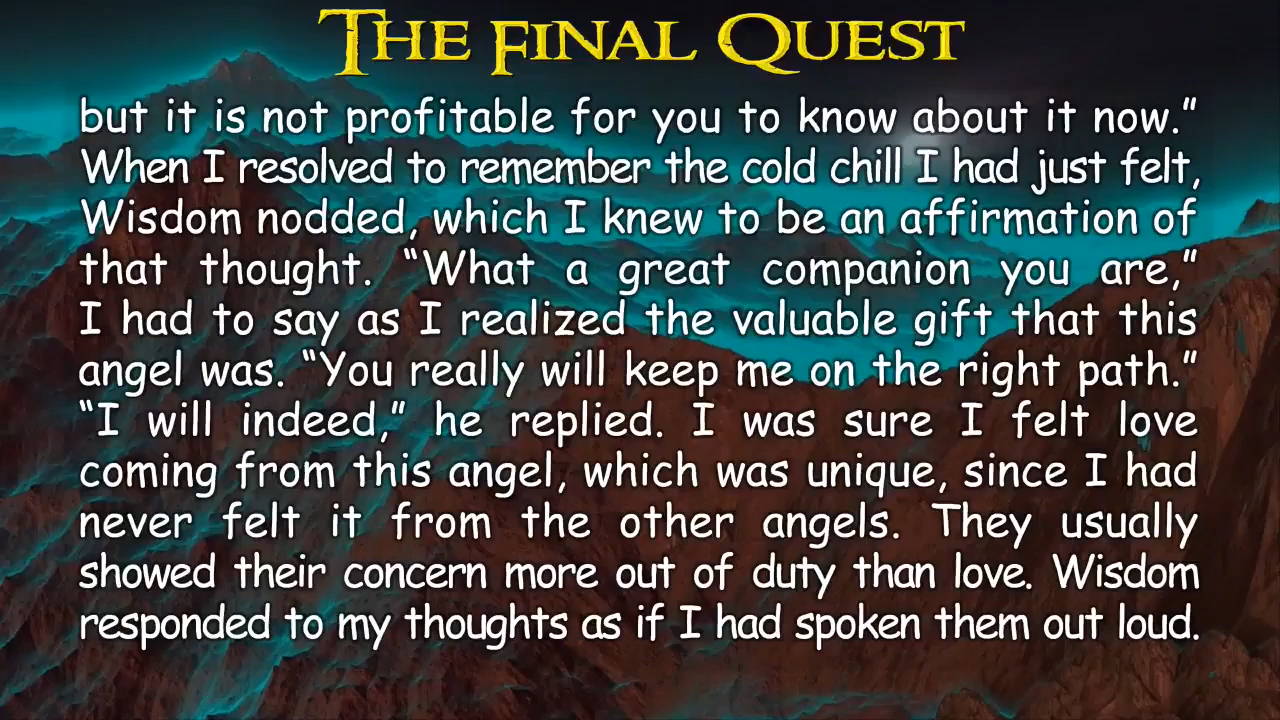 THE FINAL QUEST
but it is not profitable for you to know about it now.”
When I resolved to remember the cold chill I had just felt,
Wisdom nodded, which I knew to be an affirmation of
that thought. “What a great companion you are,”
I had to say as I realized the valuable gift that this
angel was. “You really will keep me on the right path.”
“I will indeed,” he replied. I was sure I felt love
coming from this angel, which was unique, since I had
never felt it from the other angels. They usually
showed their concern more out of duty than love. Wisdom
responded to my thoughts as if I had spoken them out loud.